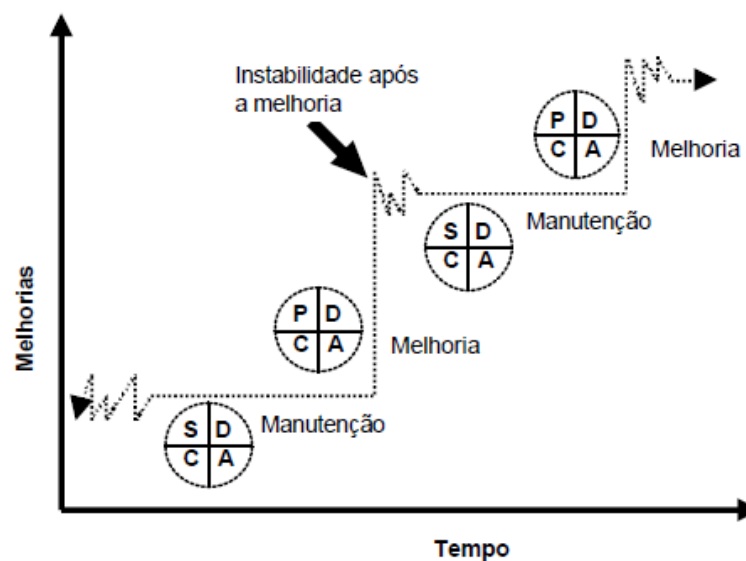 Instabilidade após
a melhoria
P D
C A
Melhoria
S D
C A
Manutenção
P D
C A
Melhoria
S D
C A
Manutenção
Melhorias
Tempo